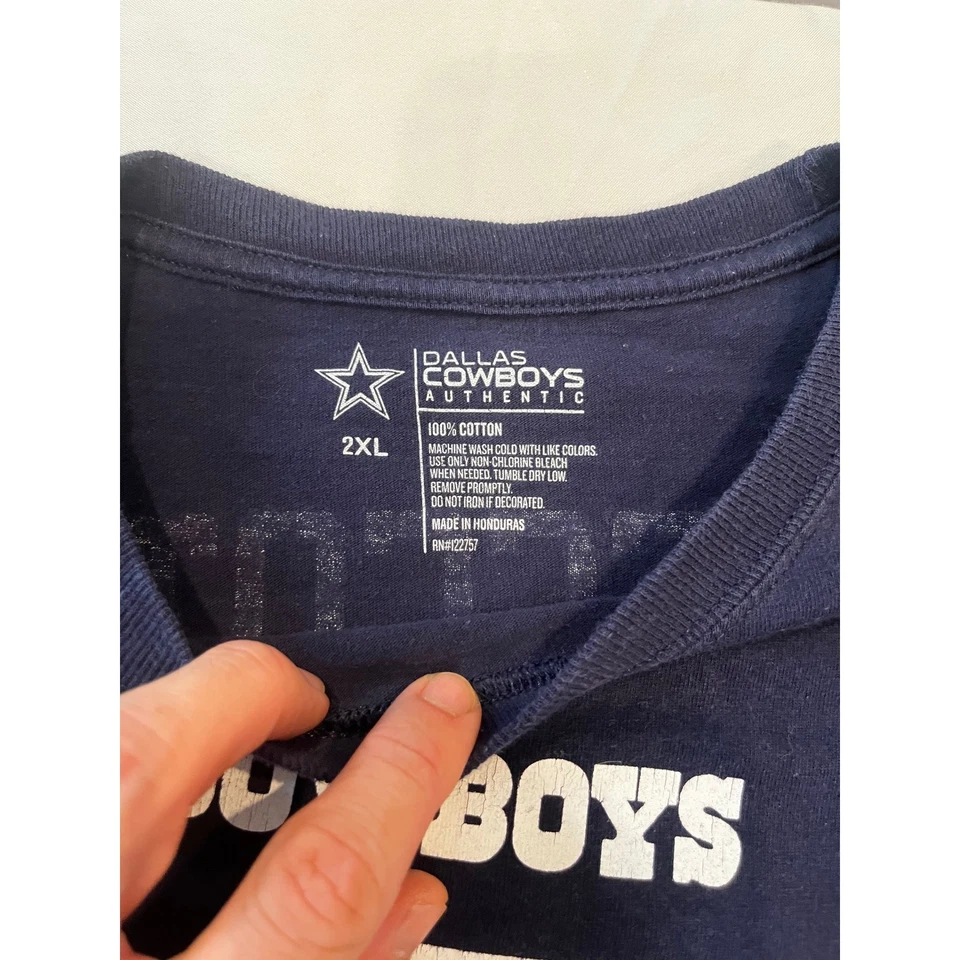 DALLAS
COWBOYS
AUTHENTIC
2XL
100% COTTON
MACHINE WASH COLD WITH LIKE COLORS.
USE ONLY NON-CHLORINE BLEACH
WHEN NEEDED. TUMBLE DRY LOW.
REMOVE PROMPTLY.
DO NOT IRON IF DECORATED.
MADE IN HONDURAS
RN#122757
BOYS